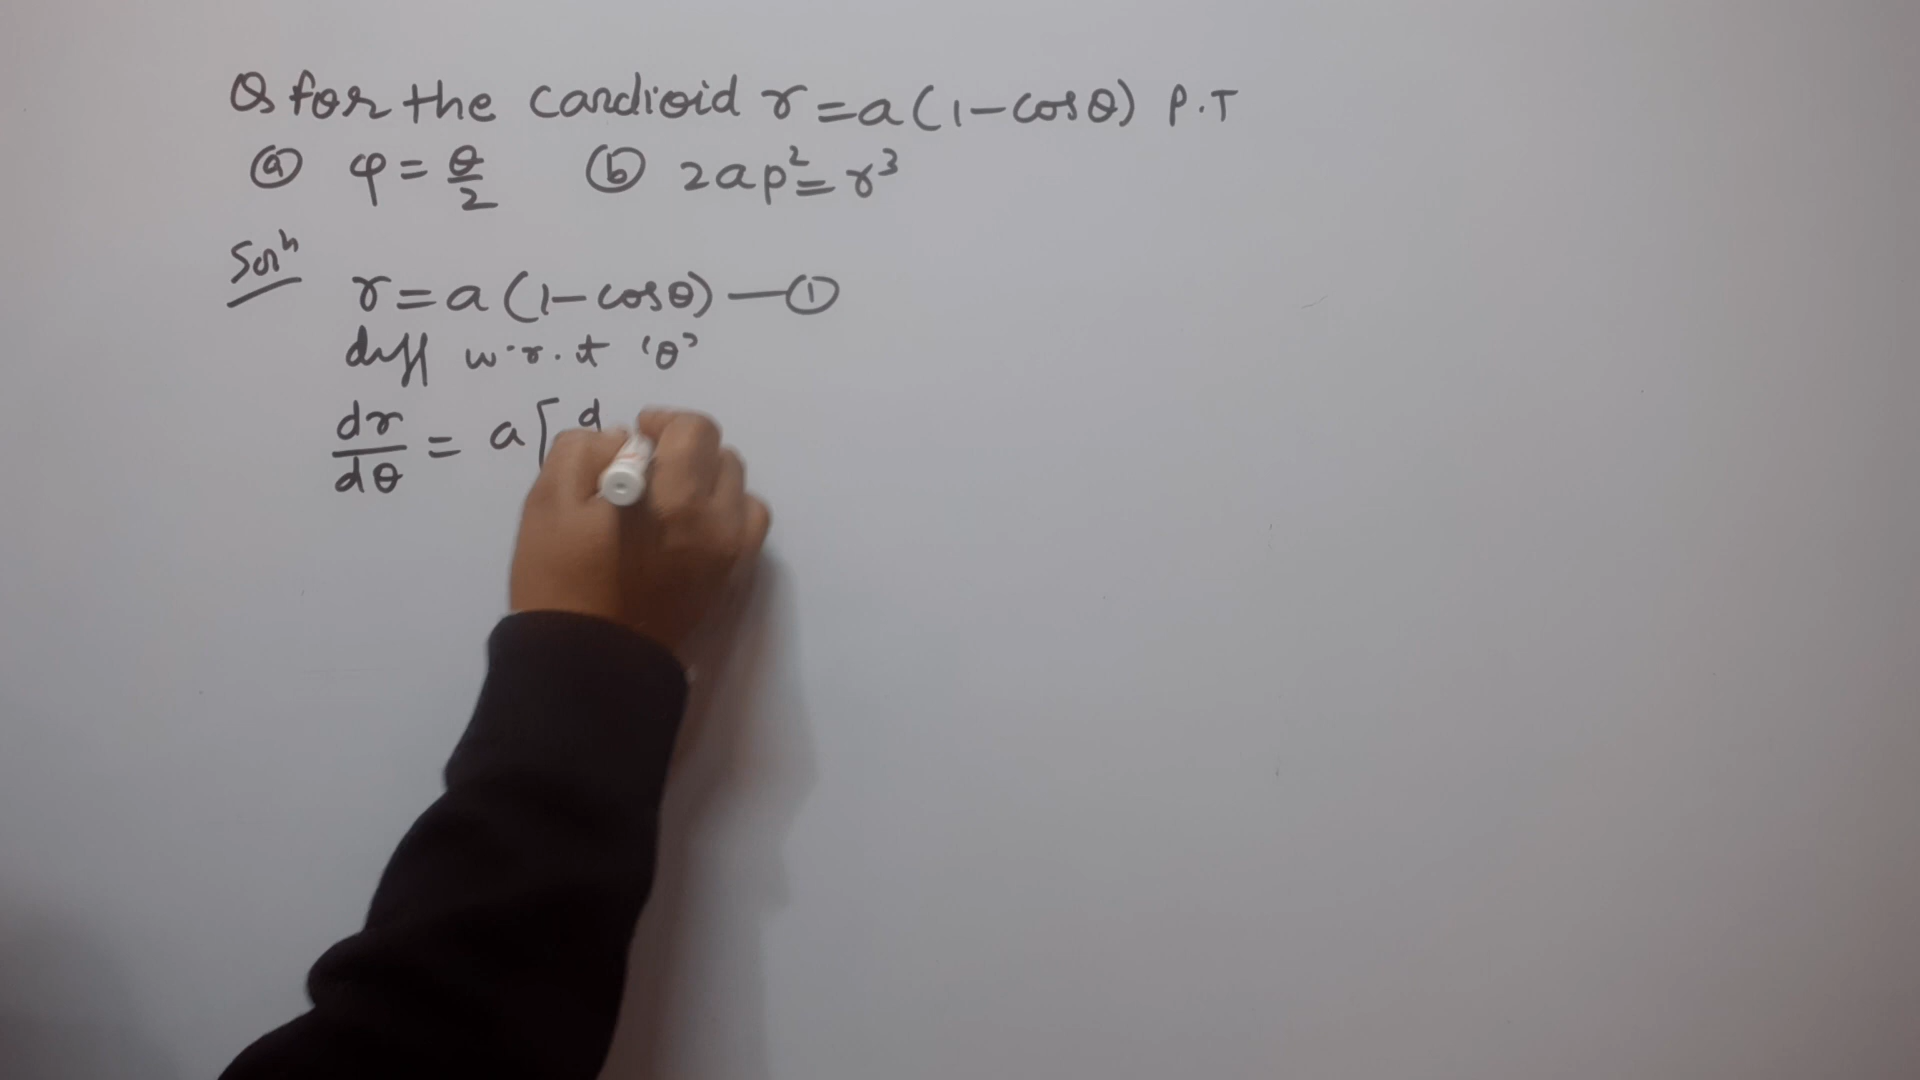 Q for the cardioid r=a(1-cosθ) P.T
(a) φ=θ/2 (b) 2ap²=r³
Solⁿ
r=a(1-cosθ)—①
diff w.r.t 'θ'
dr/dθ = a[d